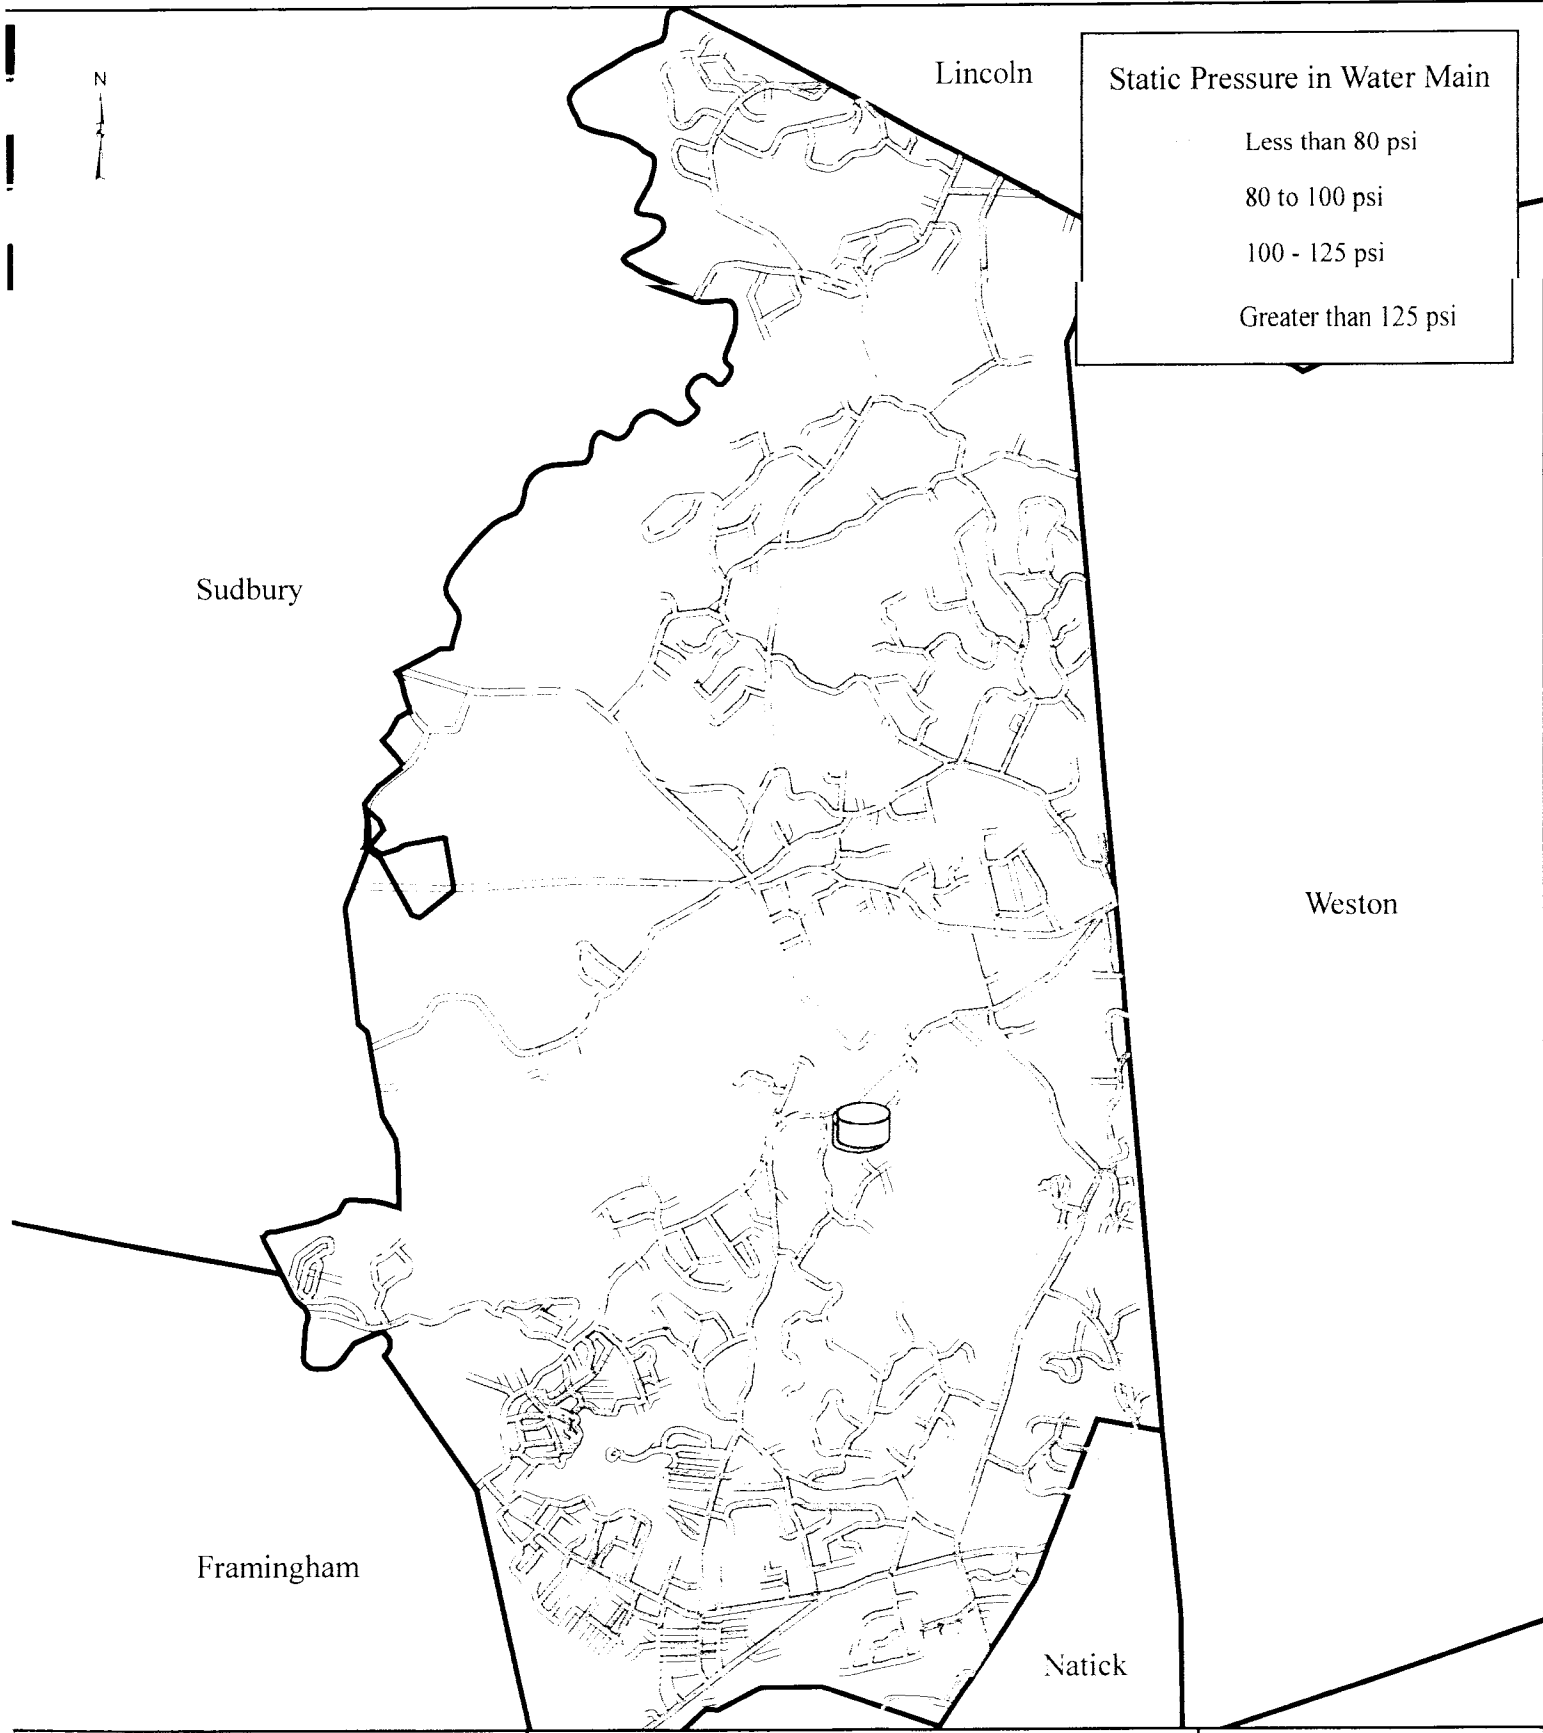 N
Lincoln
Static Pressure in Water Main
Less than 80 psi
80 to 100 psi
100 - 125 psi
Greater than 125 psi
Sudbury
Weston
Framingham
Natick